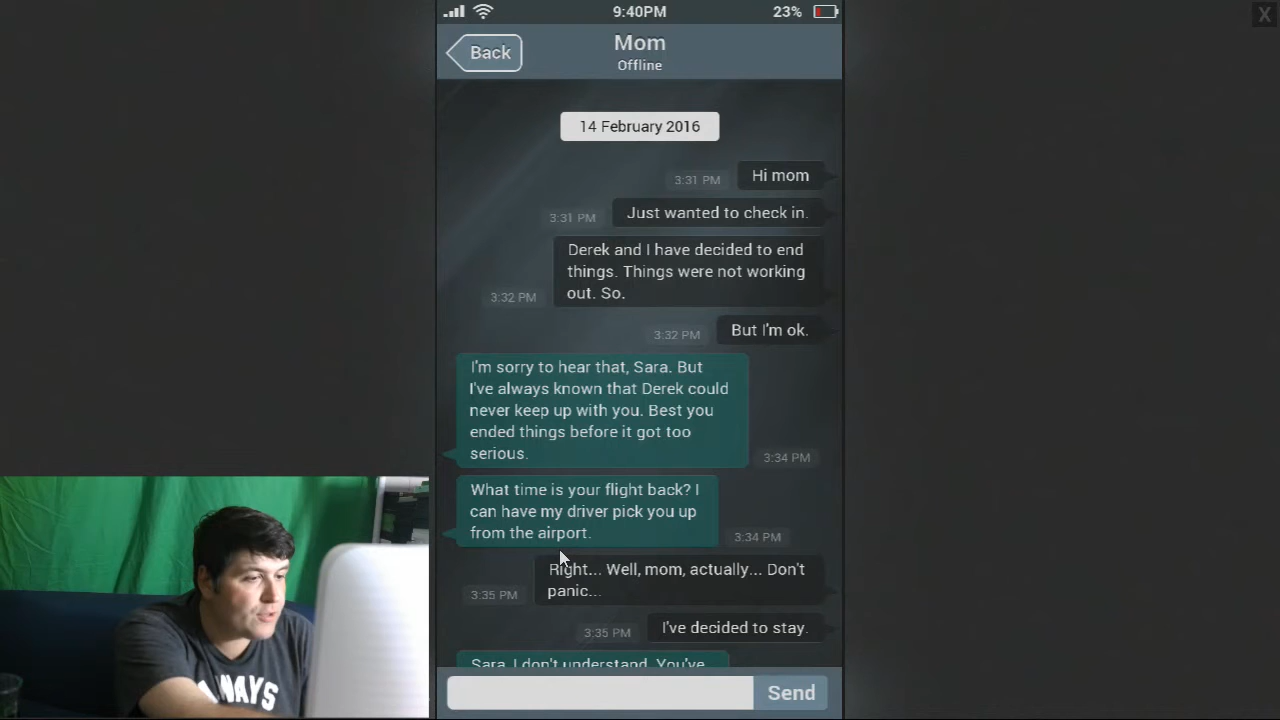 9:40PM
23%
X
Back
Mom
Offline
14 February 2016
3:31 PM
Hi mom
3:31 PM
Just wanted to check in.
Derek and I have decided to end
things. Things were not working
out. So.
3:32 PM
3:32 PM
But I'm ok.
I'm sorry to hear that, Sara. But
I've always known that Derek could
never keep up with you. Best you
ended things before it got too
serious.
3:34 PM
What time is your flight back? I
can have my driver pick you up
from the airport.
3:34 PM
Right... Well, mom, actually... Don't
panic...
3:35 PM
3:35 PM
I've decided to stay.
Sara, I don't understand. You've
Send